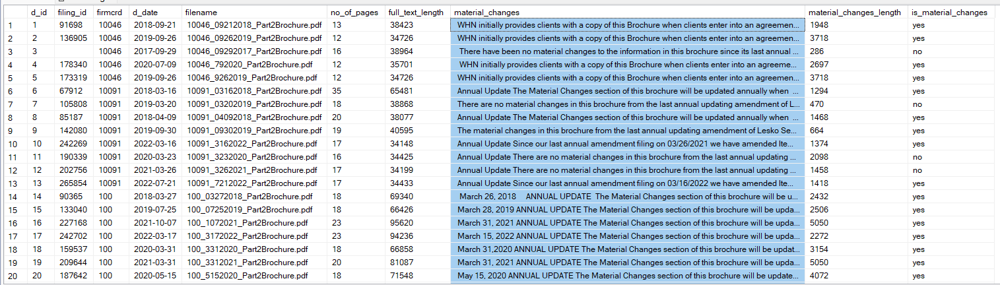 d_id filing_id firmcrd d_date filename no_of_pages full_text_length material_changes material_changes_length is_material_changes
1 1 91698 10046 2018-09-21 10046_09212018_Part2Brochure.pdf 13 38423 WHN initially provides clients with a copy of this Brochure when clients enter into an agreemen... 1948 yes
2 2 136905 10046 2019-09-26 10046_09262019_Part2Brochure.pdf 12 34726 WHN initially provides clients with a copy of this Brochure when clients enter into an agreemen... 3718 yes
3 3 10046 2017-09-29 10046_09292017_Part2Brochure.pdf 16 38964 There have been no material changes to the information in this brochure since its last annual ... 286 no
4 4 178340 10046 2020-07-09 10046_792020_Part2Brochure.pdf 12 35701 WHN initially provides clients with a copy of this Brochure when clients enter into an agreeme... 2697 yes
5 5 173319 10046 2019-09-26 10046_9262019_Part2Brochure.pdf 12 34726 WHN initially provides clients with a copy of this Brochure when clients enter into an agreemen... 3718 yes
6 6 67912 10091 2018-03-16 10091_03162018_Part2Brochure.pdf 35 65481 Annual Update The Material Changes section of this brochure will be updated annually when ... 1294 yes
7 7 105808 10091 2019-03-20 10091_03202019_Part2Brochure.pdf 18 38868 There are no material changes in this brochure from the last annual updating amendment of L... 470 no
8 8 85187 10091 2018-04-09 10091_04092018_Part2Brochure.pdf 20 38077 Annual Update The Material Changes section of this brochure will be updated annually when ... 1468 yes
9 9 142080 10091 2019-09-30 10091_09302019_Part2Brochure.pdf 19 40595 The material changes in this brochure from the last annual updating amendment of Lesko Se... 664 yes
10 10 242269 10091 2022-03-16 10091_3162022_Part2Brochure.pdf 17 34148 Annual Update Since our last annual amendment filing on 03/26/2021 we have amended Ite... 1374 yes
11 11 190339 10091 2020-03-23 10091_3232020_Part2Brochure.pdf 16 34425 Annual Update There are no material changes in this brochure from the last annual updating ... 2098 no
12 12 202756 10091 2021-03-26 10091_3262021_Part2Brochure.pdf 17 34199 Annual Update There are no material changes in this brochure from the last annual updating ... 1458 no
13 13 265854 10091 2022-07-21 10091_7212022_Part2Brochure.pdf 17 34433 Annual Update Since our last annual amendment filing on 03/16/2022 we have amended Ite... 1418 yes
14 14 90365 100 2018-03-27 100_03272018_Part2Brochure.pdf 18 69340 March 26, 2018 ANNUAL UPDATE The Material Changes section of this brochure will be u... 2432 yes
15 15 133040 100 2019-07-25 100_07252019_Part2Brochure.pdf 18 66426 March 28, 2019 ANNUAL UPDATE The Material Changes section of this brochure will be upda... 2506 yes
16 16 227168 100 2021-10-07 100_1072021_Part2Brochure.pdf 23 95620 March 31, 2021 ANNUAL UPDATE The Material Changes section of this brochure will be upda... 5050 yes
17 17 242702 100 2022-03-17 100_3172022_Part2Brochure.pdf 23 94236 March 15, 2022 ANNUAL UPDATE The Material Changes section of this brochure will be upda... 2272 yes
18 18 159537 100 2020-03-31 100_3312020_Part2Brochure.pdf 18 66858 March 31,2020 ANNUAL UPDATE The Material Changes section of this brochure will be updat... 3154 yes
19 19 209644 100 2021-03-31 100_3312021_Part2Brochure.pdf 20 81087 March 31, 2021 ANNUAL UPDATE The Material Changes section of this brochure will be upda... 5050 yes
20 20 187642 100 2020-05-15 100_5152020_Part2Brochure.pdf 18 71548 May 15, 2020 ANNUAL UPDATE The Material Changes section of this brochure will be update... 4072 yes